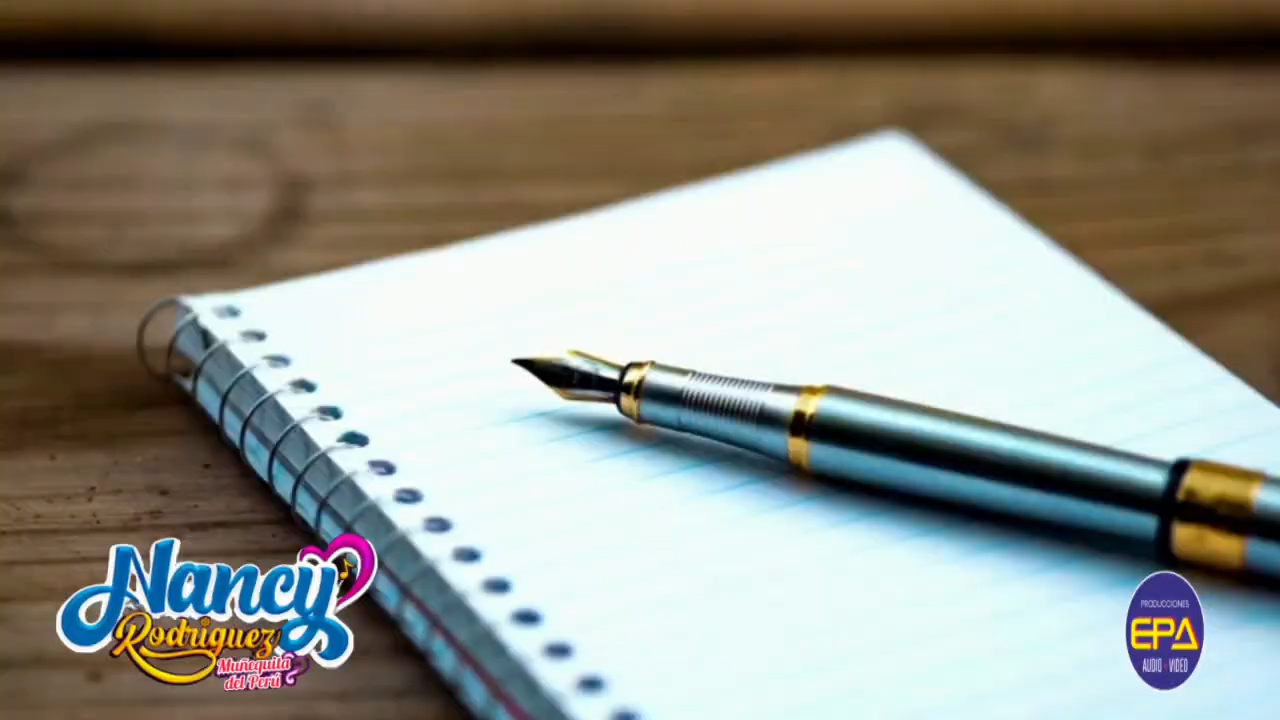 Nancy
Rodriguez
Muñequita
del Perú
PRODUCCIONES
EPA
AUDIO - VIDEO